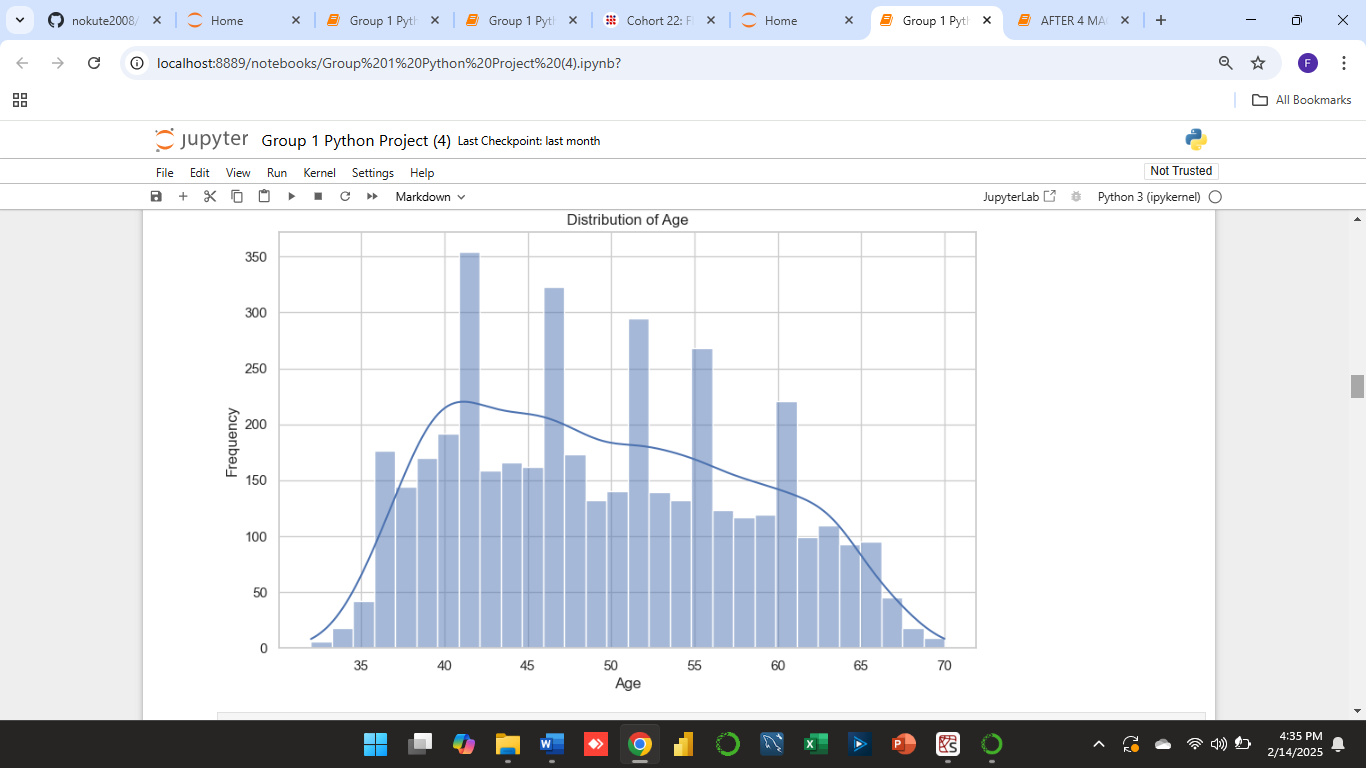 nokute2008/
Home
Group 1 Pyth
Group 1 Pyth
Cohort 22: F
Home
Group 1 Pyth
AFTER 4 MA
localhost:8889/notebooks/Group%201%20Python%20Project%20(4).ipynb?
F
All Bookmarks
jupyter Group 1 Python Project (4) Last Checkpoint: last month
File Edit View Run Kernel Settings Help
Not Trusted
Markdown
JupyterLab
Python 3 (ipykernel)
Distribution of Age
350
300
250
200
150
100
50
0
Frequency
35 40 45 50 55 60 65 70
Age
4:35 PM
2/14/2025